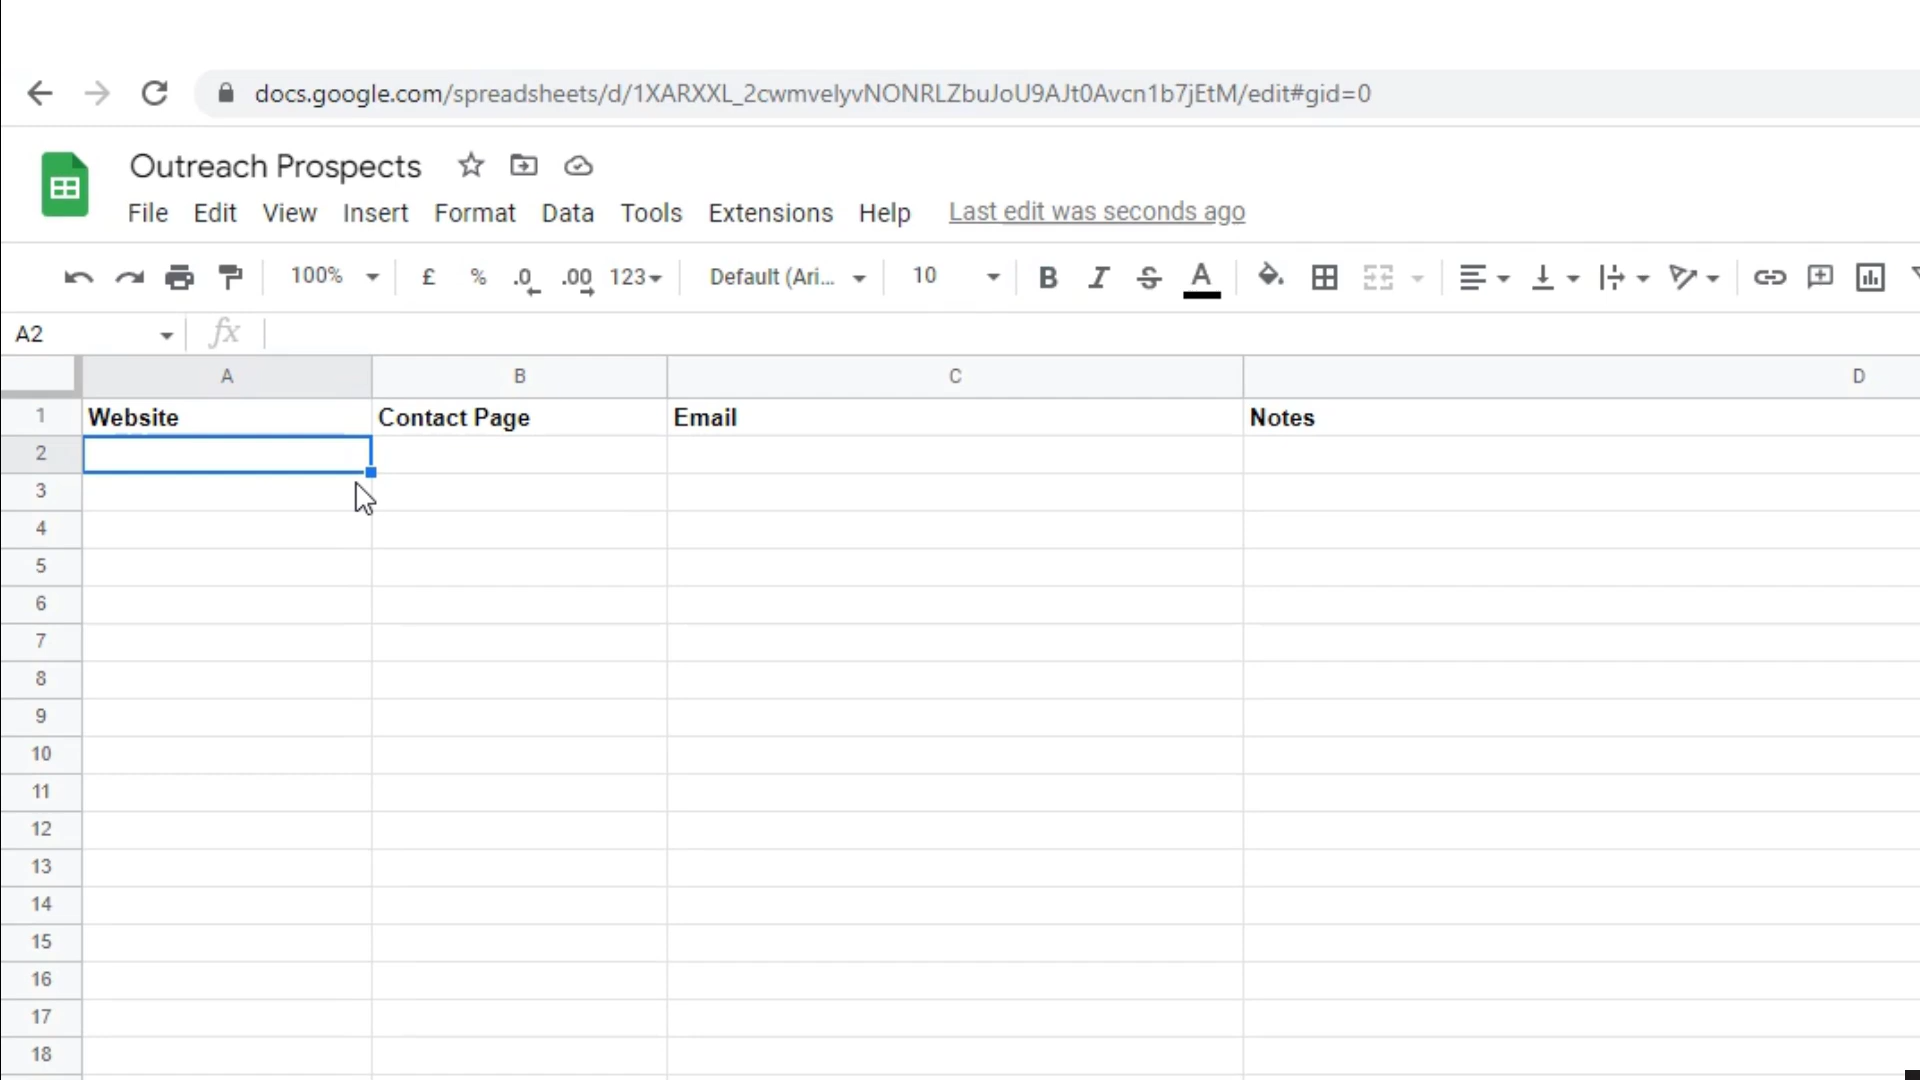 docs.google.com/spreadsheets/d/1XARXXL_2cwmvelyvNONRLZbuJoU9AJt0Avcn1b7jEtM/edit#gid=0
Outreach Prospects
File Edit View Insert Format Data Tools Extensions Help Last edit was seconds ago
100% £ % .0 .00 123 Default (Ari... 10 B I S A
A2 fx
A B C D
1 Website Contact Page Email Notes
2
3
4
5
6
7
8
9
10
11
12
13
14
15
16
17
18